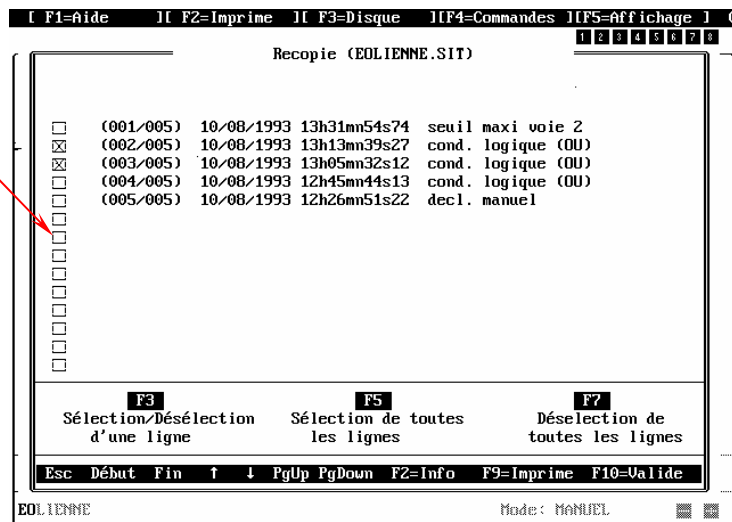 [ F1=Aide ][ F2=Imprime ][ F3=Disque ][F4=Commandes ][F5=Affichage ]
1 2 3 4 5 6 7 8
Recopie (EOLIENNE.SIT)
(001/005) 10/08/1993 13h31mn54s74 seuil maxi voie 2
(002/005) 10/08/1993 13h13mn39s27 cond. logique (OU)
(003/005) 10/08/1993 13h05mn32s12 cond. logique (OU)
(004/005) 10/08/1993 12h45mn44s13 cond. logique (OU)
(005/005) 10/08/1993 12h26mn51s22 decl. manuel
F3 F5 F7
Sélection/Désélection Sélection de toutes Déselection de
d'une ligne les lignes toutes les lignes
Esc Début Fin ↑ ↓ PgUp PgDown F2=Info F9=Imprime F10=Valide
EOLIENNE Mode: MANUEL